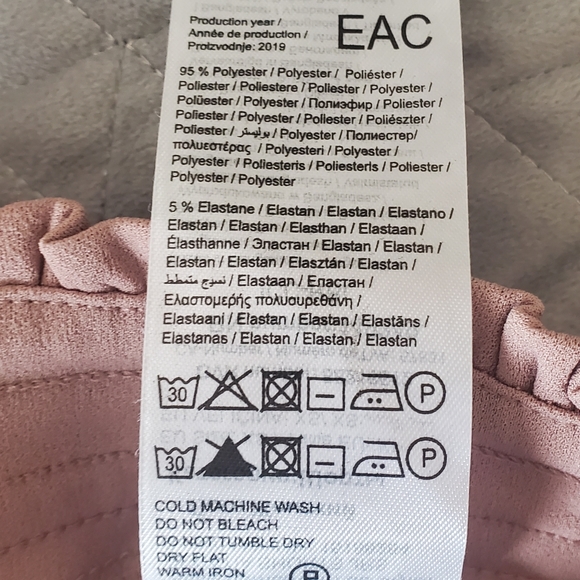 Production year /
Année de production /
Proizvodnje: 2019
EAC
95 % Polyester / Polyester / Poliéster /
Poliester / Poliestere / Poliester / Polyester /
Polüester / Polyester / Полиэфир / Polyester /
Poliester / Polyester / Poliester / Poliészter /
Poliester / بوليستر / Polyester / Полиестер/
πολυεστέρας / Polyesteri / Polyester /
Polyester / Poliesteris / Poliesteris / Poliester /
Polyester / Polyester
5 % Elastane / Elastan / Elastan / Elastano /
Elastan / Elastan / Elasthan / Elastaan /
Élasthanne / Эластан / Elastan / Elastan /
Elastan / Elastan / Elasztán / Elastan /
نسيج متمطط / Elastaan / Еластан /
Ελαστομερής πολυουρεθάνη /
Elastaani / Elastan / Elastan / Elastāns /
Elastanas / Elastan / Elastan / Elastan
30 P
30 P
COLD MACHINE WASH
DO NOT BLEACH
DO NOT TUMBLE DRY
DRY FLAT
WARM IRON